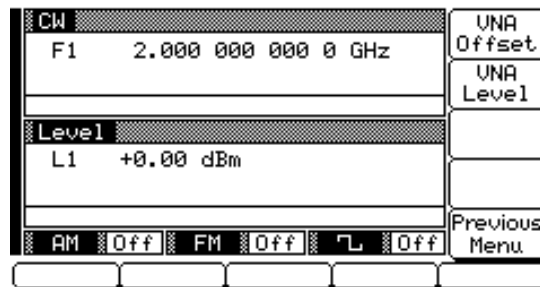 CW
F1 2.000 000 000 0 GHz
Level
L1 +0.00 dBm
AM Off FM Off Off
VNA
Offset
VNA
Level
Previous
Menu